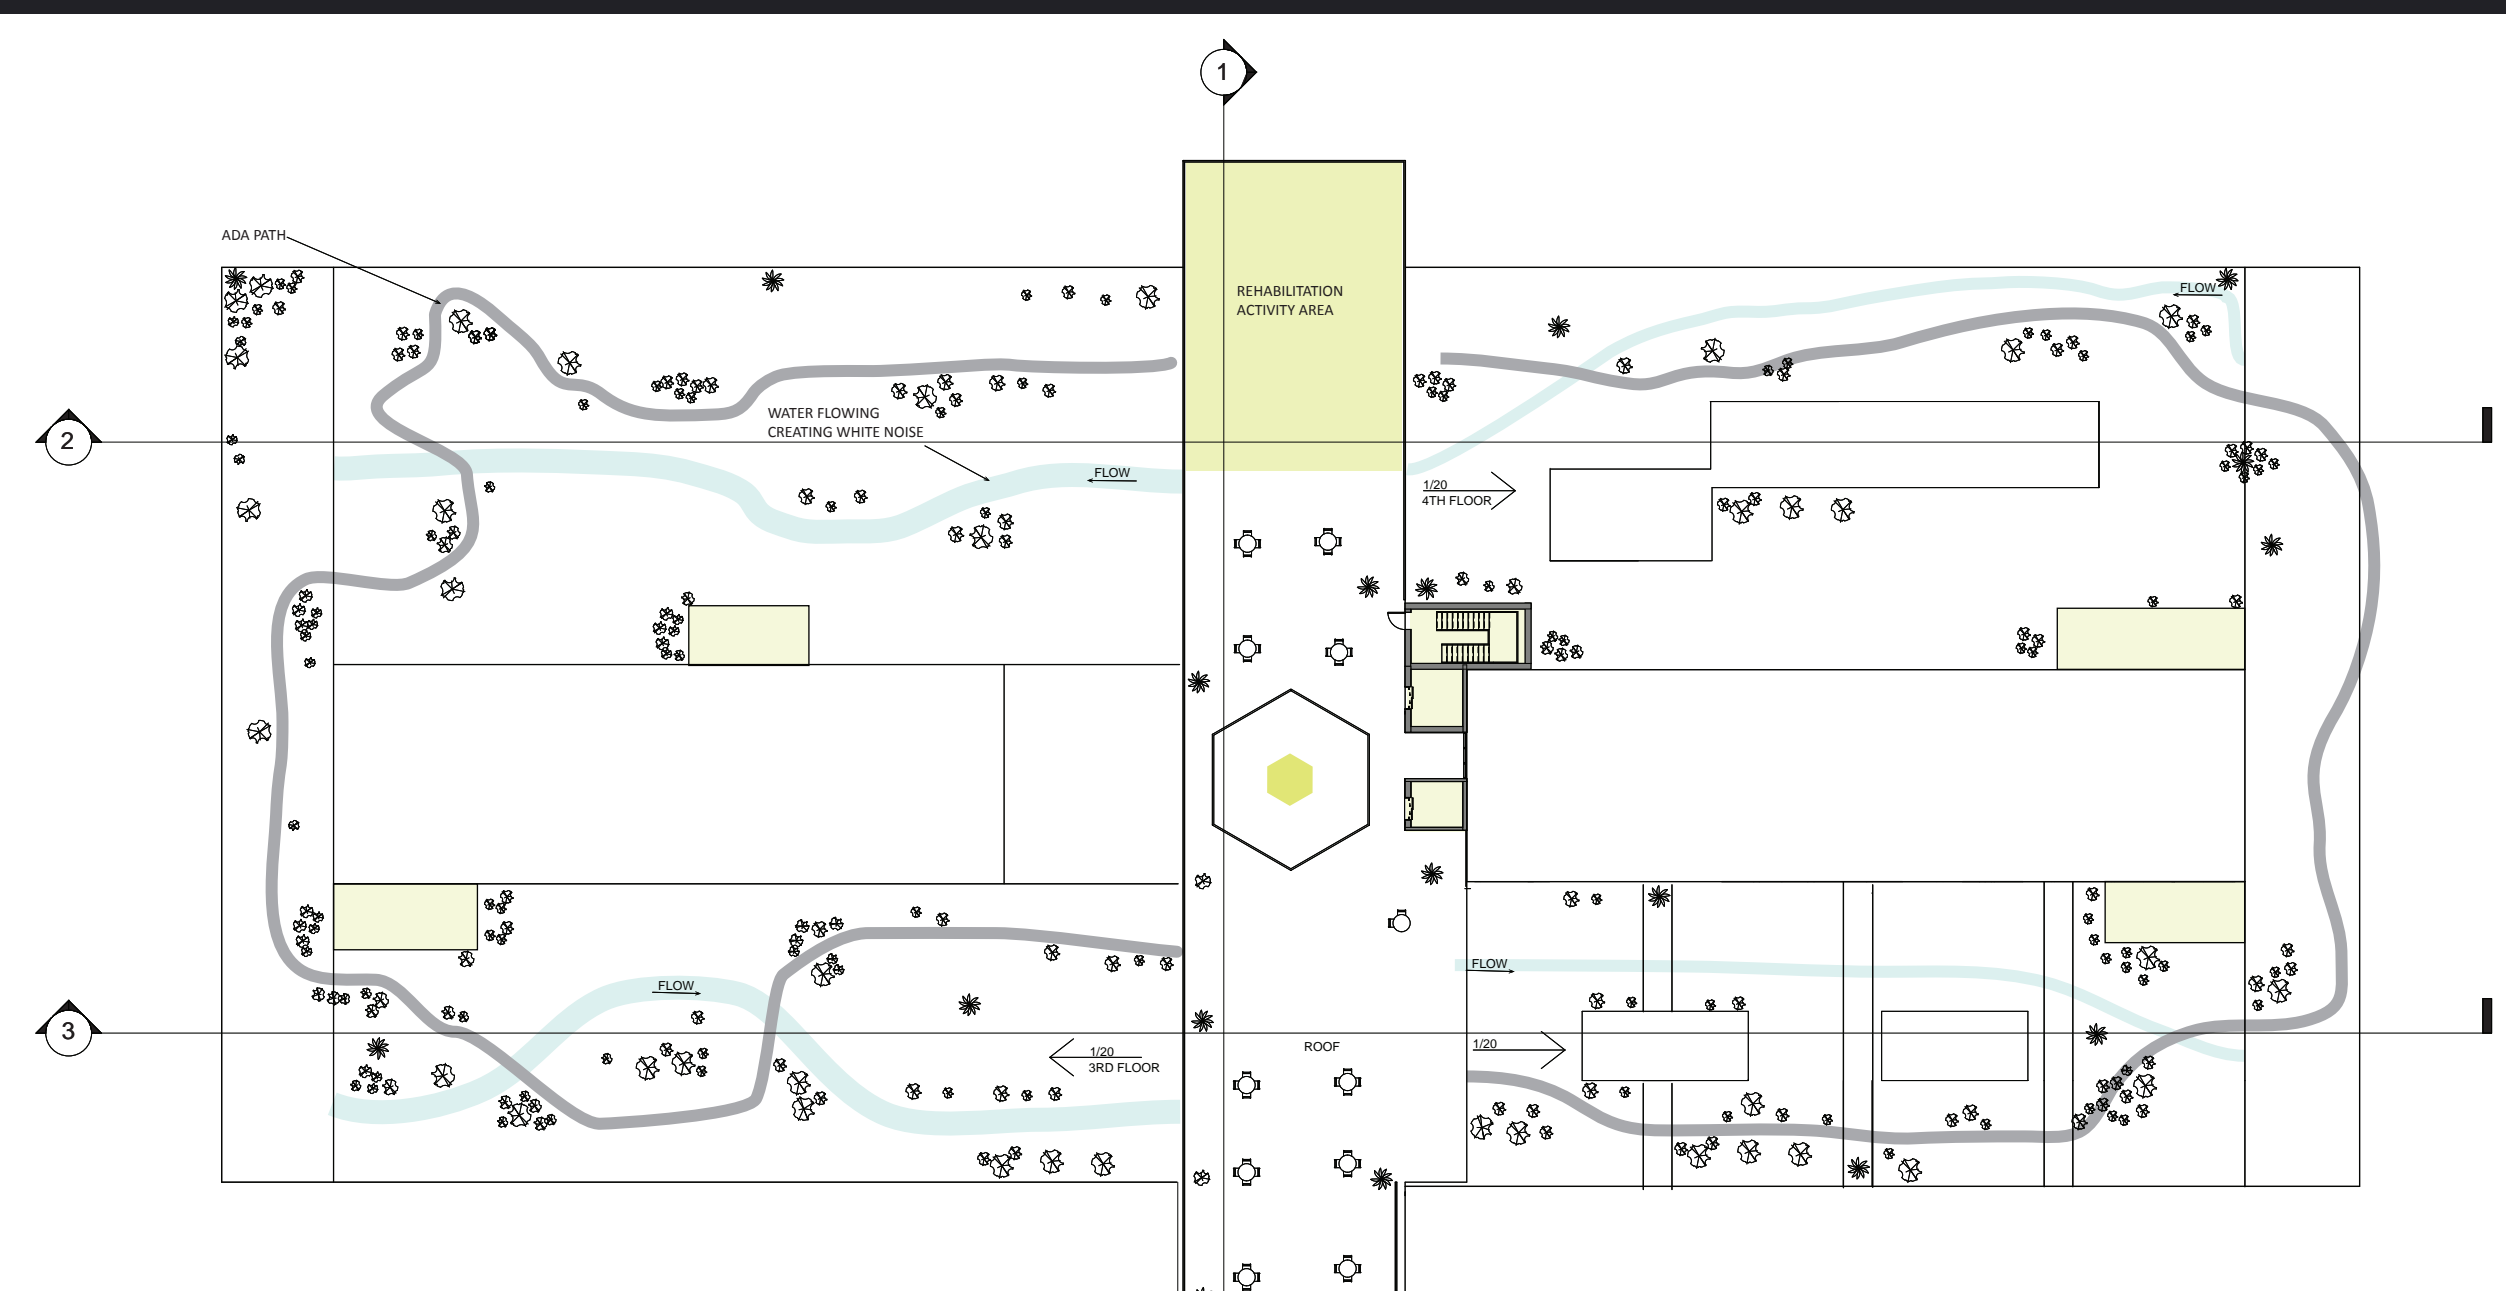 1
ADA PATH
REHABILITATION
ACTIVITY AREA
FLOW
WATER FLOWING
CREATING WHITE NOISE
2
FLOW
1/20
4TH FLOOR
FLOW
FLOW
3
ROOF
1/20
3RD FLOOR
1/20